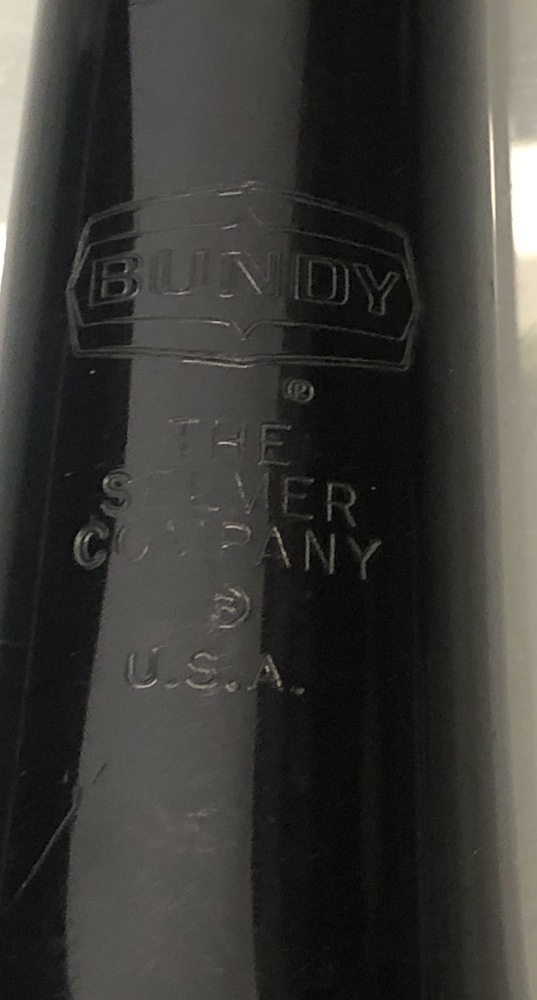 BUNDY
®
THE
SELMER
COMPANY
®
U.S.A.